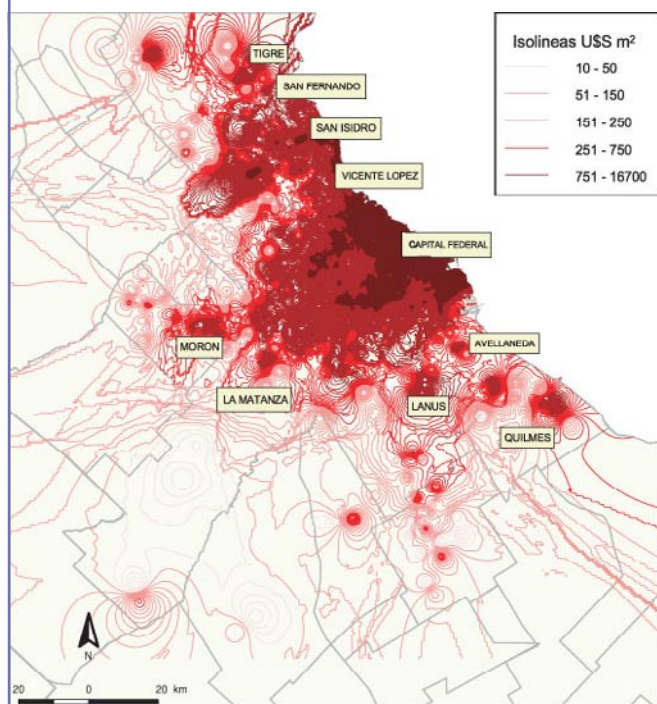 Isolineas U$S m²
10 - 50
51 - 150
151 - 250
251 - 750
751 - 16700
TIGRE
SAN FERNANDO
SAN ISIDRO
VICENTE LOPEZ
CAPITAL FEDERAL
AVELLANEDA
MORON
LA MATANZA
LANUS
QUILMES
N
20 0 20 km